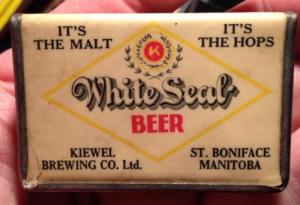 IT'S
THE MALT
IT'S
THE HOPS
K
White Seal
BEER
KIEWEL
BREWING CO. Ltd.
ST. BONIFACE
MANITOBA